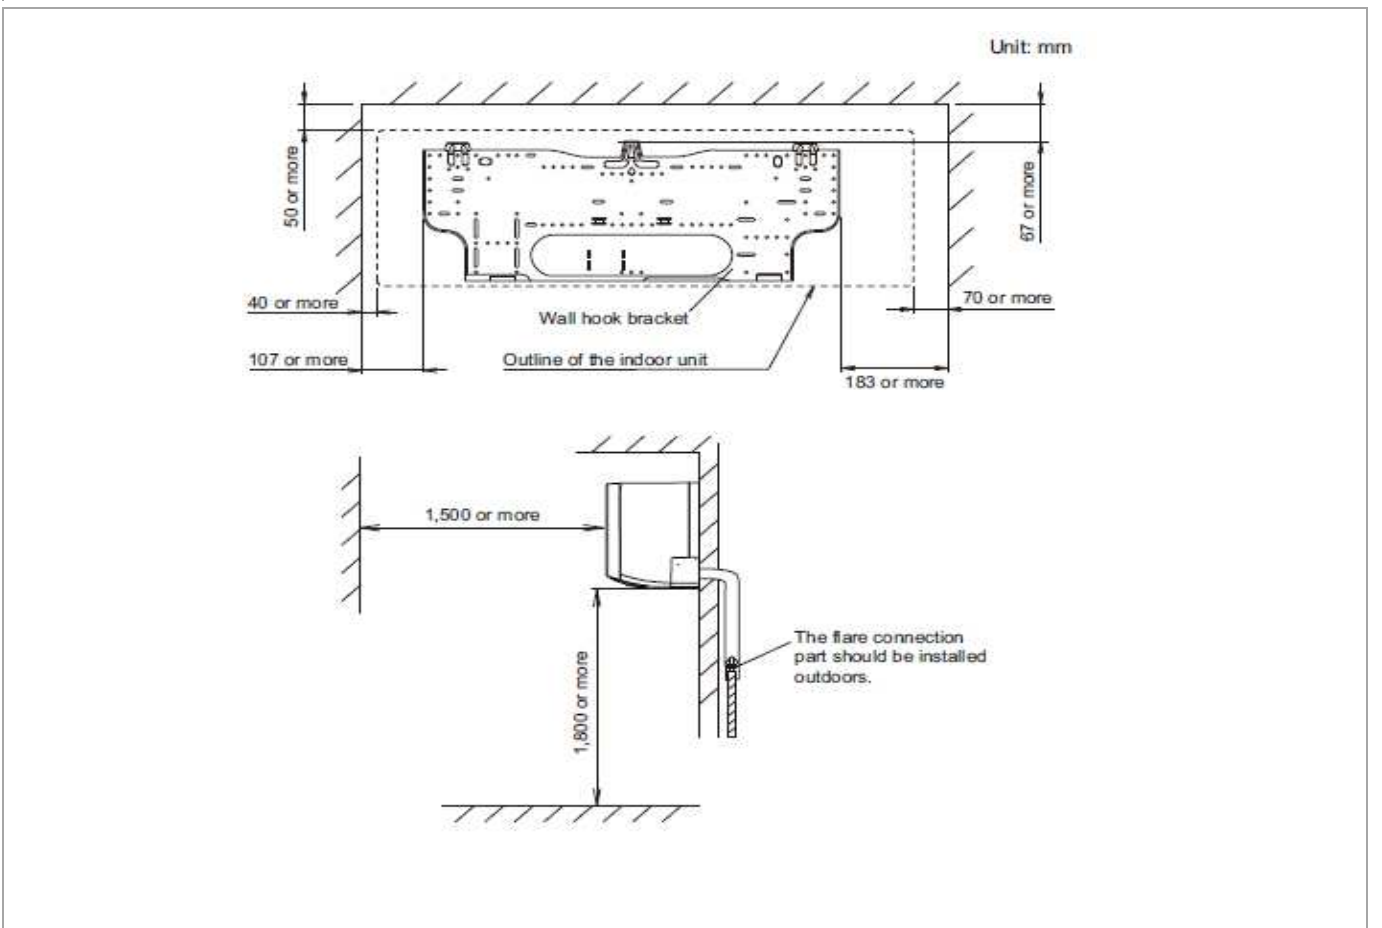 Unit: mm
50 or more
67 or more
40 or more
70 or more
Wall hook bracket
107 or more
Outline of the indoor unit
183 or more
1,500 or more
The flare connection
part should be installed
outdoors.
1,800 or more